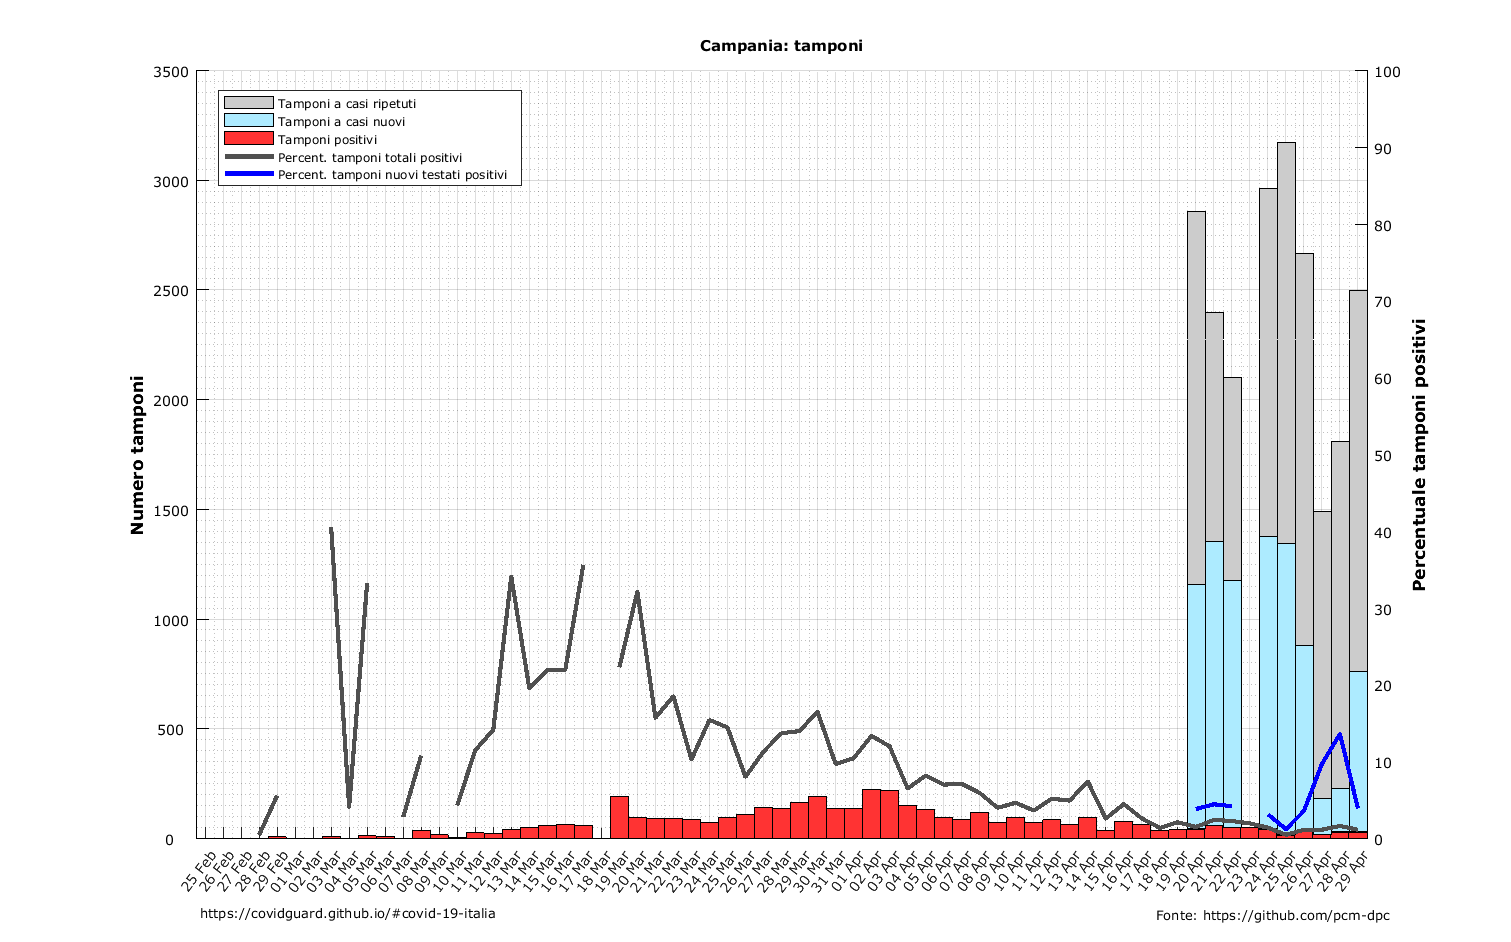 Campania: tamponi
Tamponi a casi ripetuti
Tamponi a casi nuovi
Tamponi positivi
Percent. tamponi totali positivi
Percent. tamponi nuovi testati positivi
Numero tamponi
3500
3000
2500
2000
1500
1000
500
0
Percentuale tamponi positivi
100
90
80
70
60
50
40
30
20
10
0
25 Feb
26 Feb
27 Feb
28 Feb
29 Feb
01 Mar
02 Mar
03 Mar
04 Mar
05 Mar
06 Mar
07 Mar
08 Mar
09 Mar
10 Mar
11 Mar
12 Mar
13 Mar
14 Mar
15 Mar
16 Mar
17 Mar
18 Mar
19 Mar
20 Mar
21 Mar
22 Mar
23 Mar
24 Mar
25 Mar
26 Mar
27 Mar
28 Mar
29 Mar
30 Mar
31 Mar
01 Apr
02 Apr
03 Apr
04 Apr
05 Apr
06 Apr
07 Apr
08 Apr
09 Apr
10 Apr
11 Apr
12 Apr
13 Apr
14 Apr
15 Apr
16 Apr
17 Apr
18 Apr
19 Apr
20 Apr
21 Apr
22 Apr
23 Apr
24 Apr
25 Apr
26 Apr
27 Apr
28 Apr
29 Apr
https://covidguard.github.io/#covid-19-italia
Fonte: https://github.com/pcm-dpc